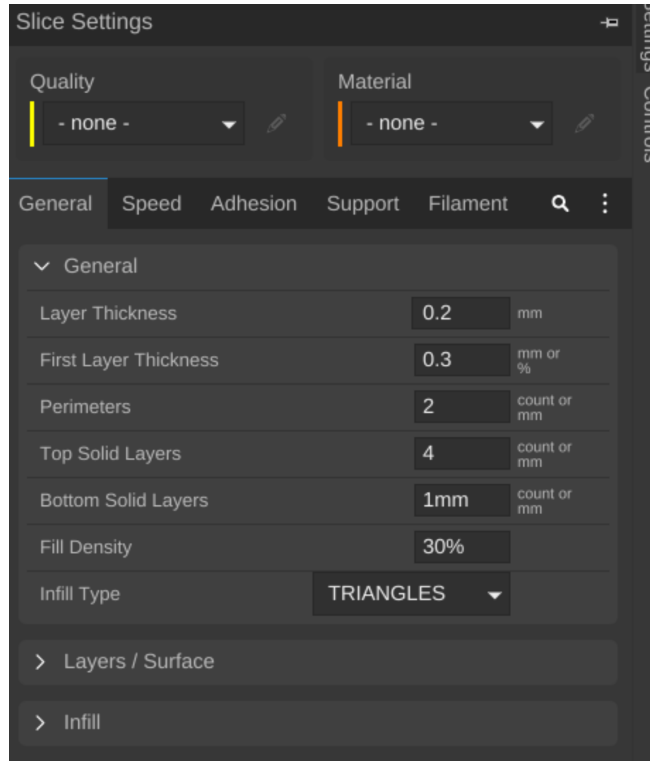 Slice Settings
Quality
Material
- none -
- none -
General Speed Adhesion Support Filament
General
Layer Thickness 0.2 mm
First Layer Thickness 0.3 mm or
%
Perimeters 2 count or
mm
Top Solid Layers 4 count or
mm
Bottom Solid Layers 1mm count or
mm
Fill Density 30%
Infill Type TRIANGLES
Layers / Surface
Infill
Controls